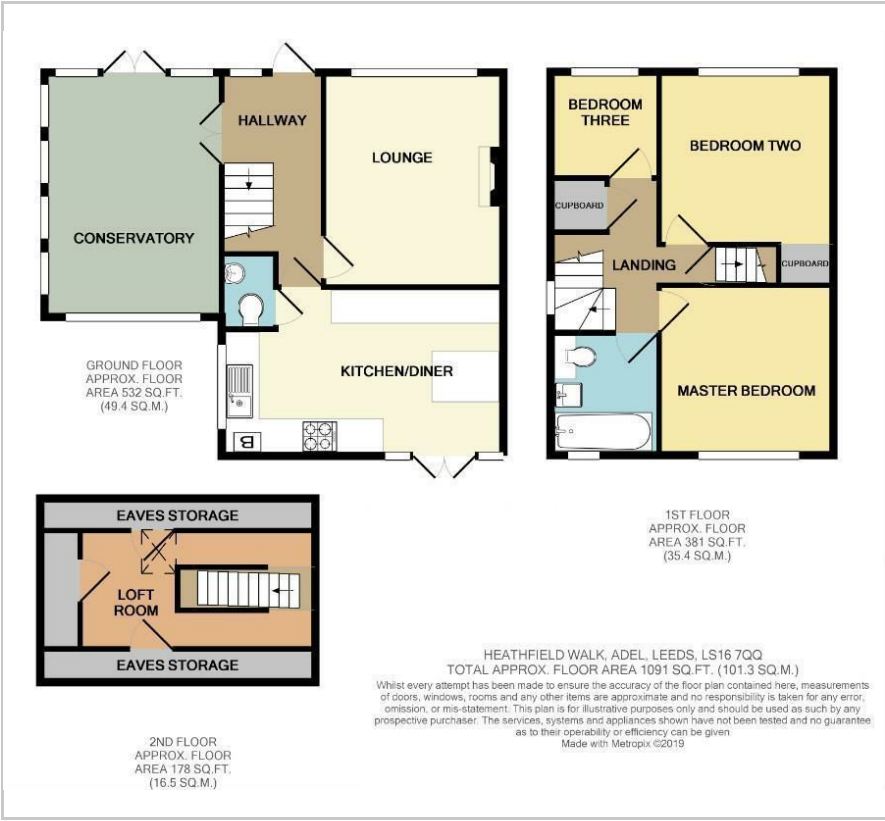 HALLWAY
LOUNGE
CONSERVATORY
KITCHEN/DINER
B
GROUND FLOOR
APPROX. FLOOR
AREA 532 SQ.FT.
(49.4 SQ.M.)
BEDROOM
THREE
BEDROOM TWO
CUPBOARD
LANDING
CUPBOARD
MASTER BEDROOM
1ST FLOOR
APPROX. FLOOR
AREA 381 SQ.FT.
(35.4 SQ.M.)
EAVES STORAGE
LOFT
ROOM
EAVES STORAGE
2ND FLOOR
APPROX. FLOOR
AREA 178 SQ.FT.
(16.5 SQ.M.)
HEATHFIELD WALK, ADEL, LEEDS, LS16 7QQ
TOTAL APPROX. FLOOR AREA 1091 SQ.FT. (101.3 SQ.M.)
Whilst every attempt has been made to ensure the accuracy of the floor plan contained here, measurements
of doors, windows, rooms and any other items are approximate and no responsibility is taken for any error,
omission, or mis-statement. This plan is for illustrative purposes only and should be used as such by any
prospective purchaser. The services, systems and appliances shown have not been tested and no guarantee
as to their operability or efficiency can be given
Made with Metropix ©2019